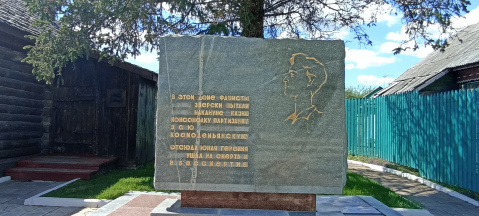 В ЭТОМ ДОМЕ ФАШИСТЫ
ЗВЕРСКИ ПЫТАЛИ
НАКАНУНЕ КАЗНИ
КОМСОМОЛКУ ПАРТИЗАНКУ
ЗОЮ
КОСМОДЕМЬЯНСКУЮ
ОТСЮДА ЮНАЯ ГЕРОИНЯ
УШЛА НА СМЕРТЬ И
В БЕССМЕРТИЕ